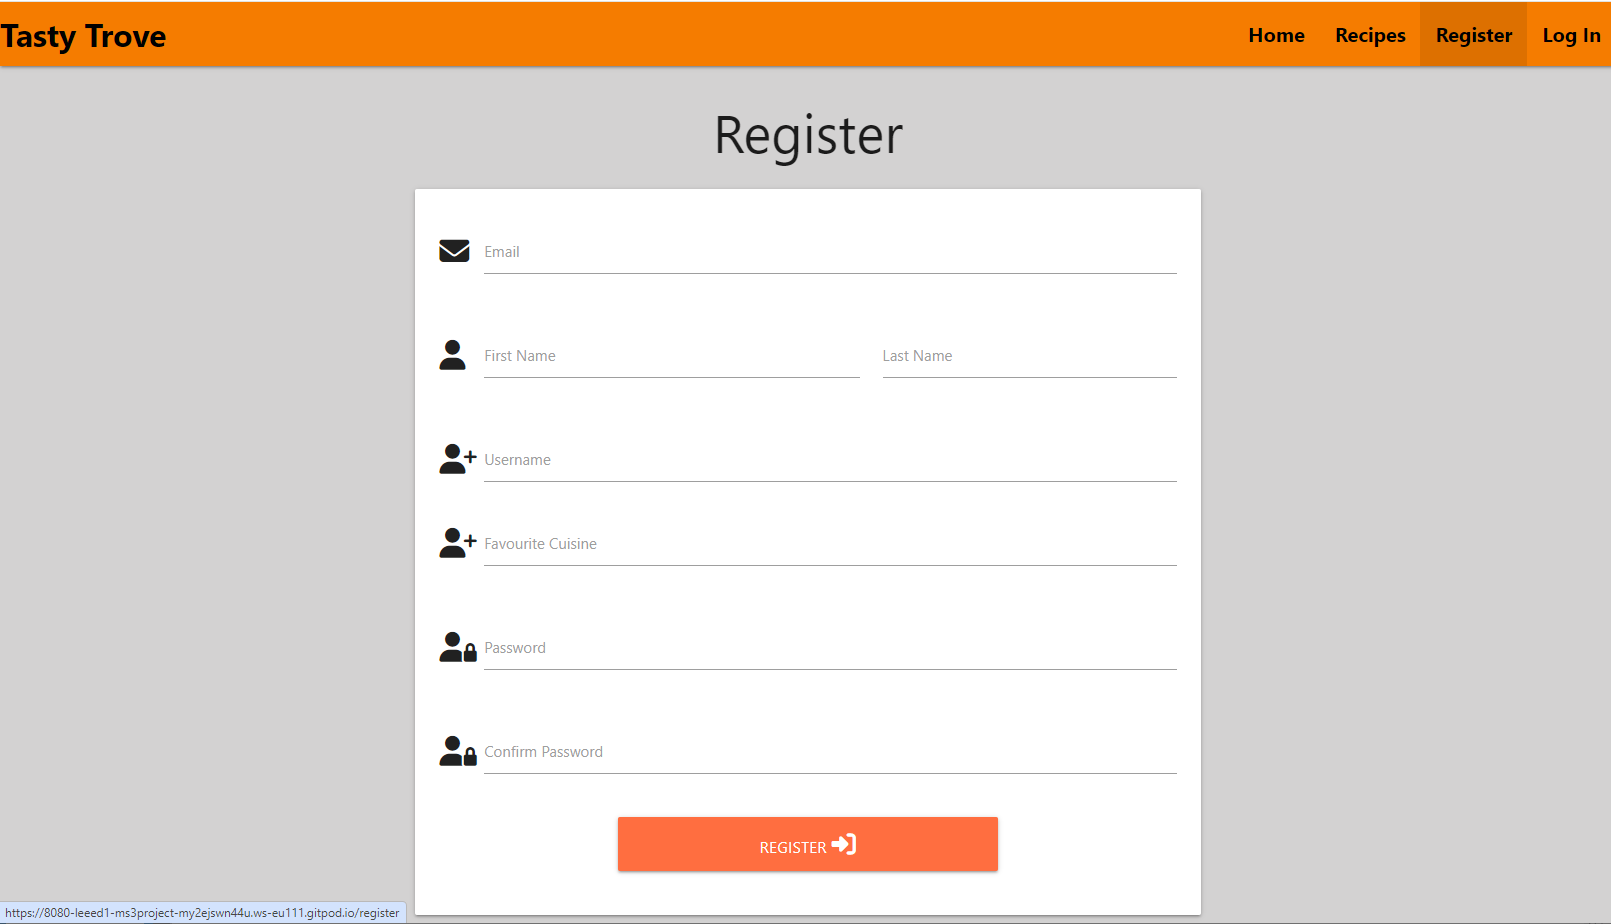 Tasty Trove
Home Recipes Register Log In
Register
Email
First Name Last Name
Username
Favourite Cuisine
Password
Confirm Password
REGISTER
https://8080-leeed1-ms3project-my2ejswn44u.ws-eu111.gitpod.io/register